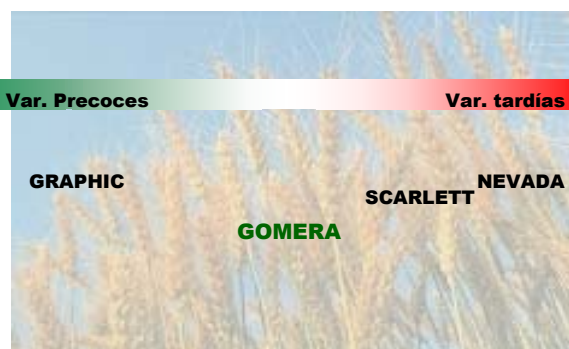 Var. Precoces Var. tardías
GRAPHIC
NEVADA
SCARLETT
GOMERA